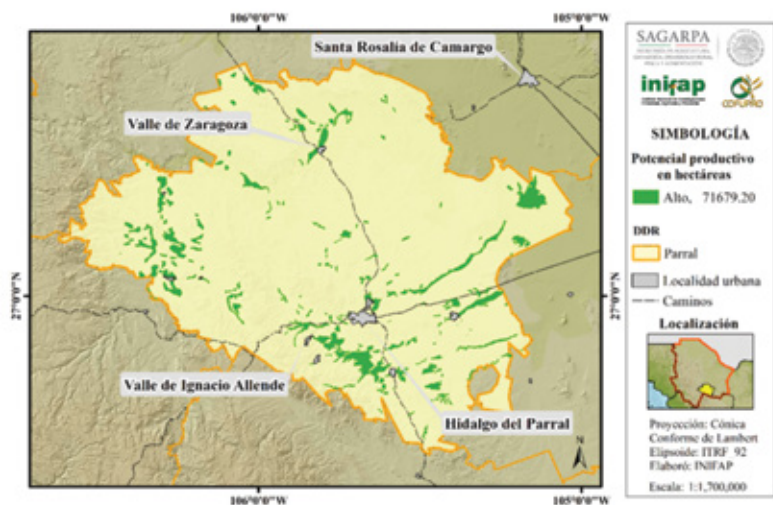 106°0'0"W
105°0'0"W
Santa Rosalía de Camargo
Valle de Zaragoza
27°0'0"N
27°0'0"N
Valle de Ignacio Allende
Hidalgo del Parral
N
106°0'0"W
105°0'0"W
SAGARPA
inifap
COFUPRO
SIMBOLOGÍA
Potencial productivo
en hectáreas
Alto, 71679.20
DDR
Parral
Localidad urbana
Caminos
Localización
Proyección: Cónica
Conforme de Lambert
Elipsoide: ITRF 92
Elaboró: INIFAP
Escala: 1:1,700,000